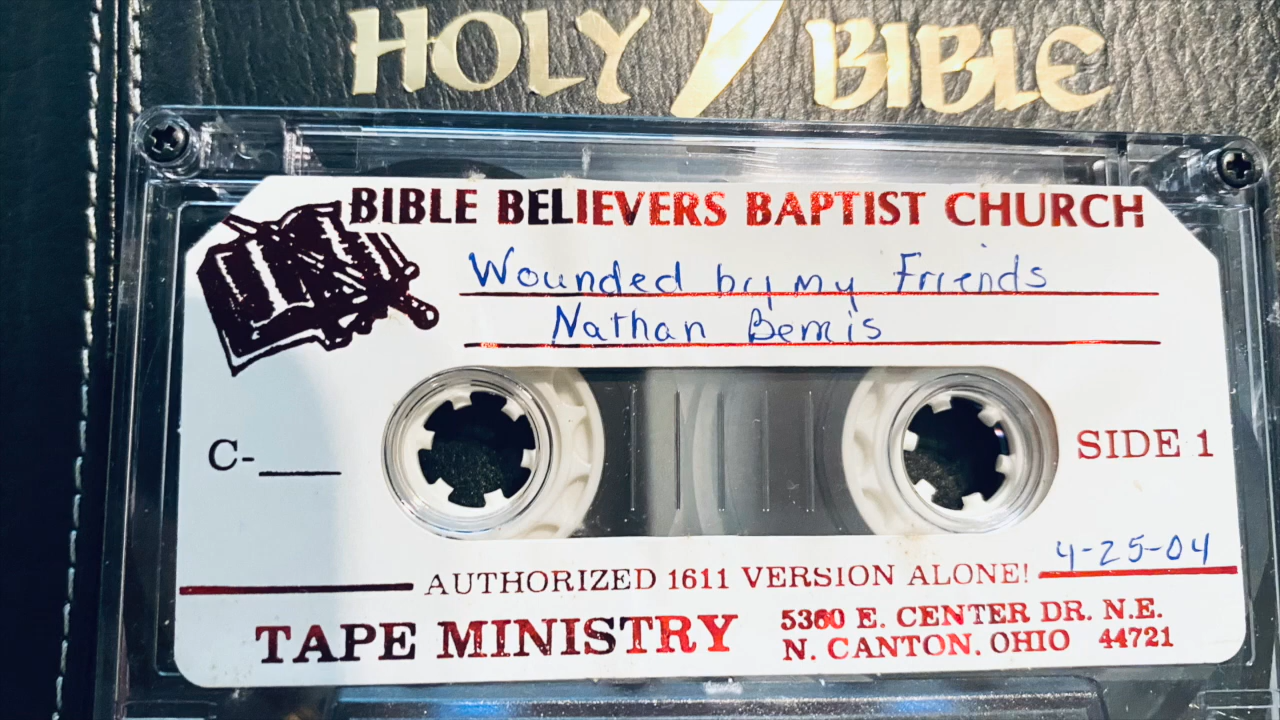 HOLY BIBLE
BIBLE BELIEVERS BAPTIST CHURCH
Wounded by my Friends
Nathan Bemis
C-
SIDE 1
4-25-04
AUTHORIZED 1611 VERSION ALONE!
TAPE MINISTRY
5360 E. CENTER DR. N.E.
N. CANTON, OHIO 44721